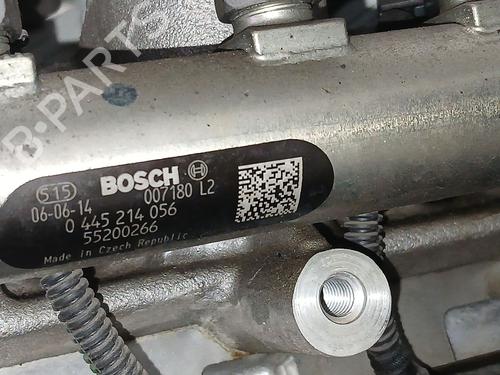 B-PARTS
515
BOSCH
06-06-14
007180 L2
0 445 214 056
55200266
Made in Czech Republic